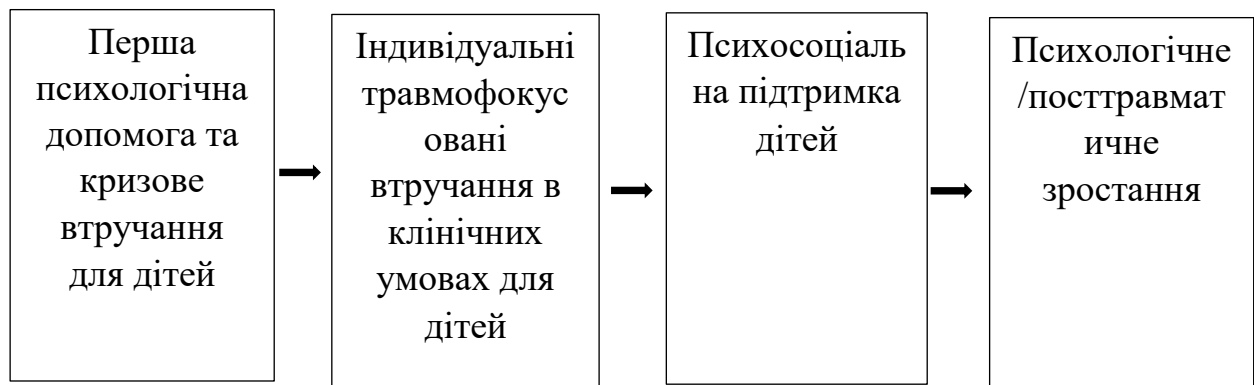 Перша
психологічна
допомога та
кризове
втручання
для дітей
Індивідуальні
травмофокус
овані
втручання в
клінічних
умовах для
дітей
Психосоціаль
на підтримка
дітей
Психологічне
/посттравмат
ичне
зростання